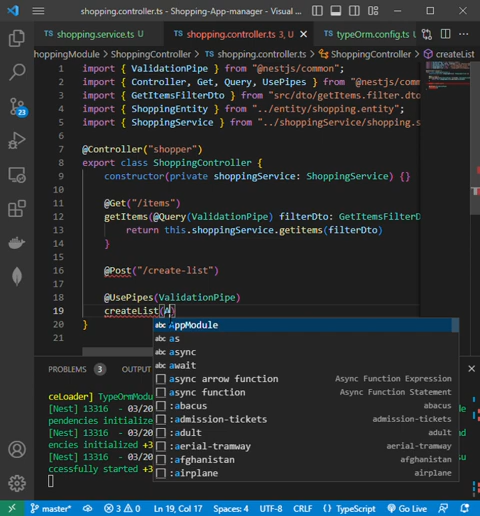 shopping.controller.ts - Shopping-App-manager - Visual ...
TS shopping.service.ts U
TS shopping.controller.ts 3, U
TS typeOrm.config.ts U
hoppingModule > ShoppingController > TS shopping.controller.ts > ShoppingController > createList
1 import { ValidationPipe } from "@nestjs/common";
2 import { Controller, Get, Query, UsePipes } from "@nestjs/comm
3 import { GetItemsFilterDto } from "src/dto/getItems.filter.dto
4 import { ShoppingEntity } from "../entity/shopping.entity";
5 import { ShoppingService } from "../shoppingService/shopping.s
6
7 @Controller("shopper")
8 export class ShoppingController {
9 constructor(private shoppingService: ShoppingService) {}
10
11 @Get("/items")
12 getItems(@Query(ValidationPipe) filterDto: GetItemsFilterD
13 return this.shoppingService.getitems(filterDto)
14 }
15
16 @Post("/create-list")
17
18 @UsePipes(ValidationPipe)
19 createList(A)
20 }
21
abc AppModule
abc as
abc async
abc await
async arrow function Async Function Expression
async function Async Function Statement
:abacus abacus
:admission-tickets admission-tickets
:adult adult
:aerial-tramway aerial-tramway
:afghanistan afghanistan
:airplane airplane
23
PROBLEMS 3 OUTPUT
ceLoader] TypeOrmModu
[Nest] 13316 - 03/20
pendencies initialize
[Nest] 13316 - 03/20
encies initialized +3
[Nest] 13316 - 03/20
ccessfully started +3
master* 3 0 Ln 19, Col 17 Spaces: 4 UTF-8 CRLF {} TypeScript Go Live